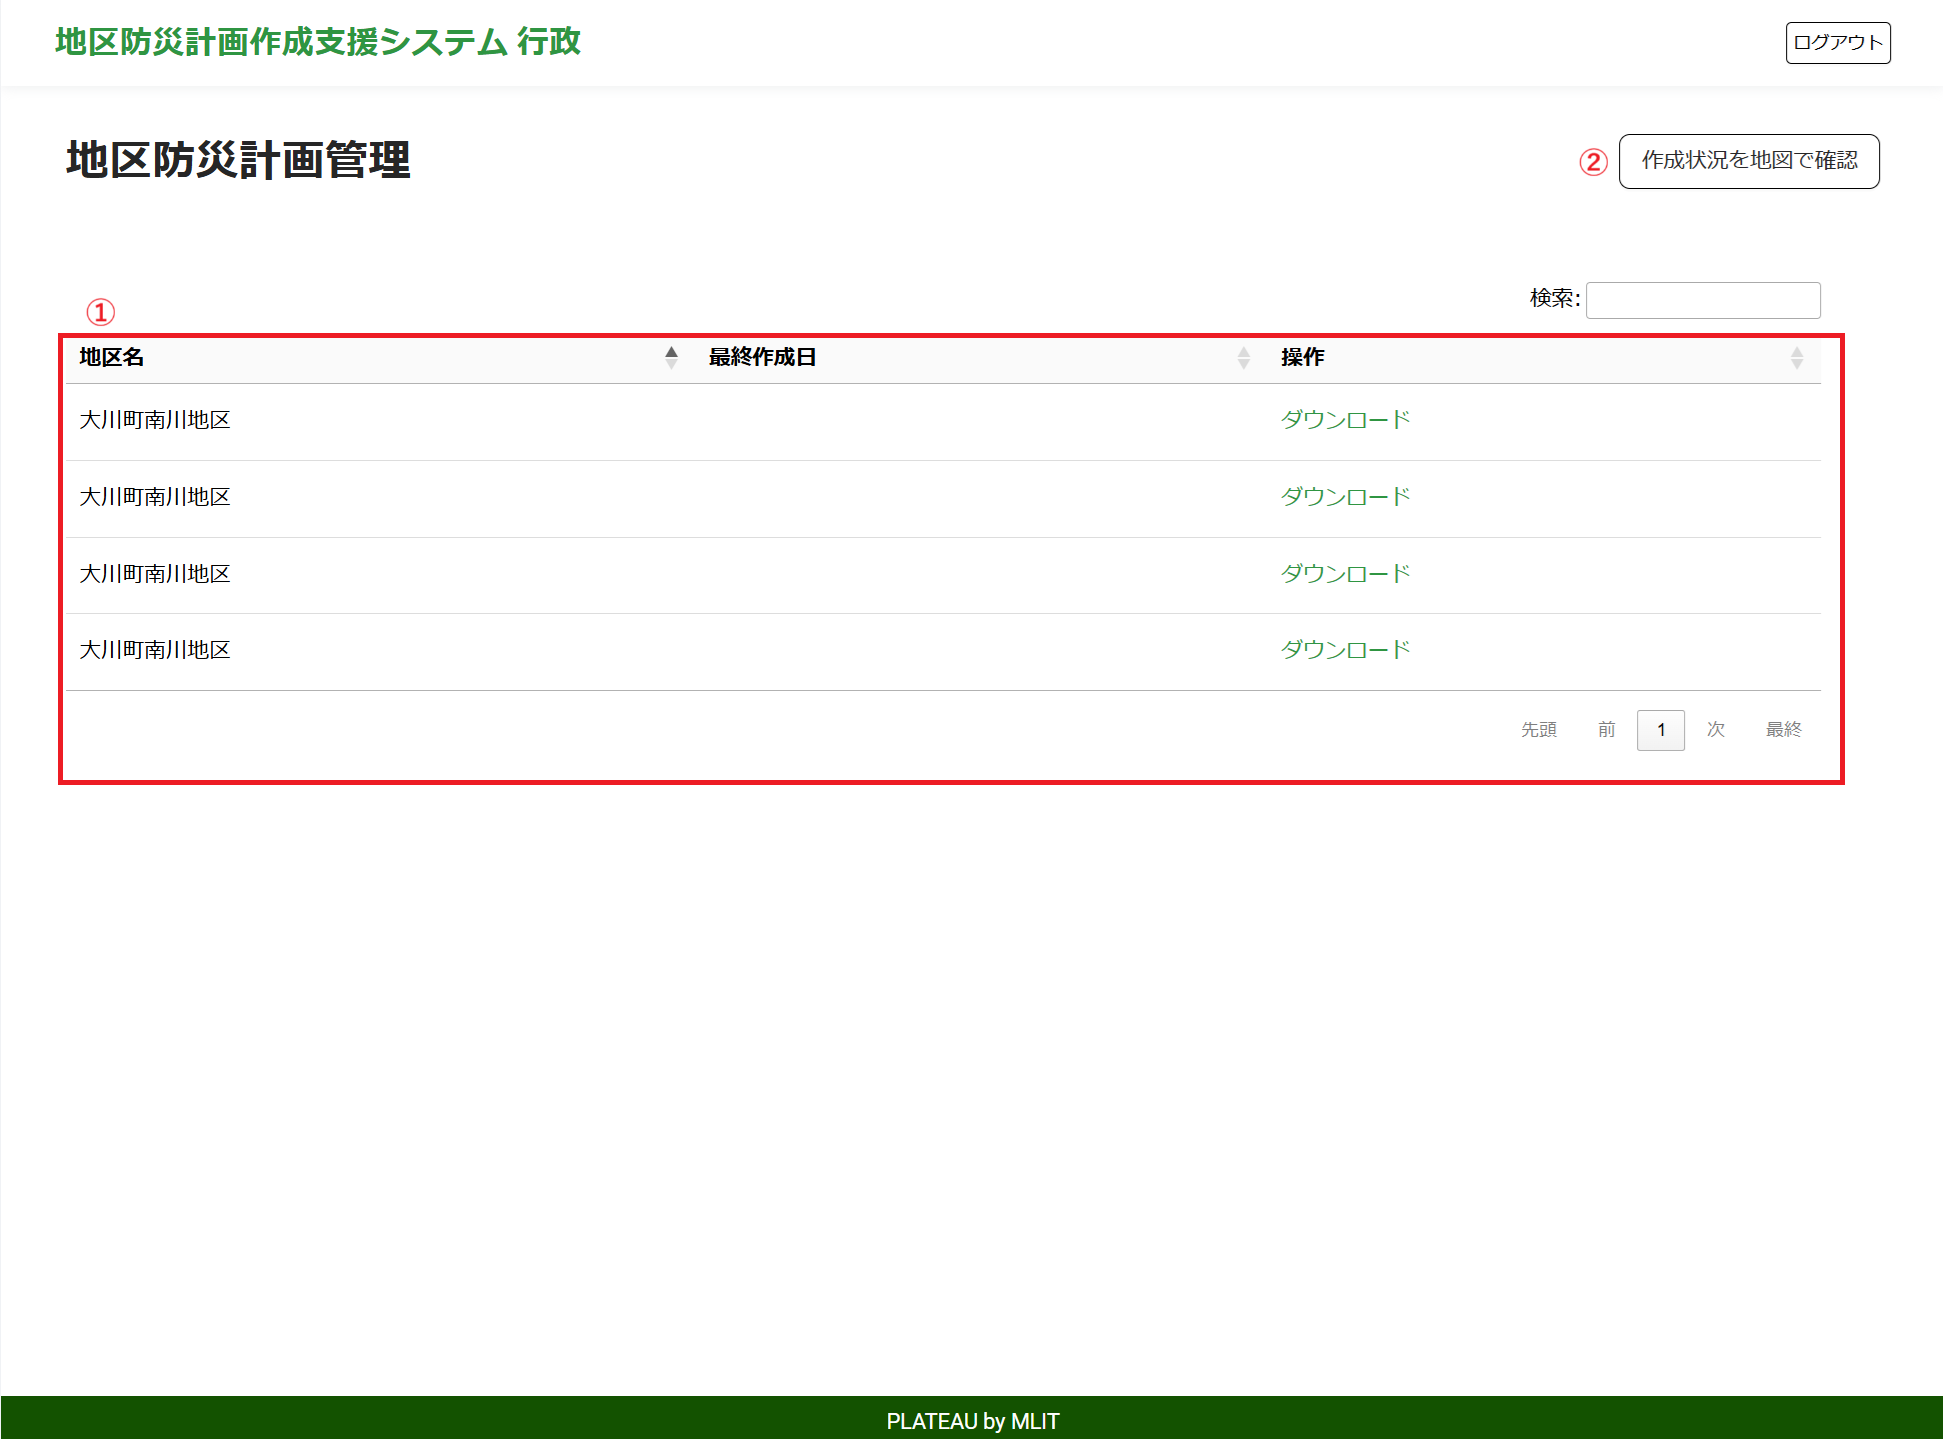 地区防災計画作成支援システム 行政
ログアウト
地区防災計画管理
② 作成状況を地図で確認
検索:
①
地区名 最終作成日 操作
大川町南川地区 ダウンロード
大川町南川地区 ダウンロード
大川町南川地区 ダウンロード
大川町南川地区 ダウンロード
先頭 前 1 次 最終
PLATEAU by MLIT